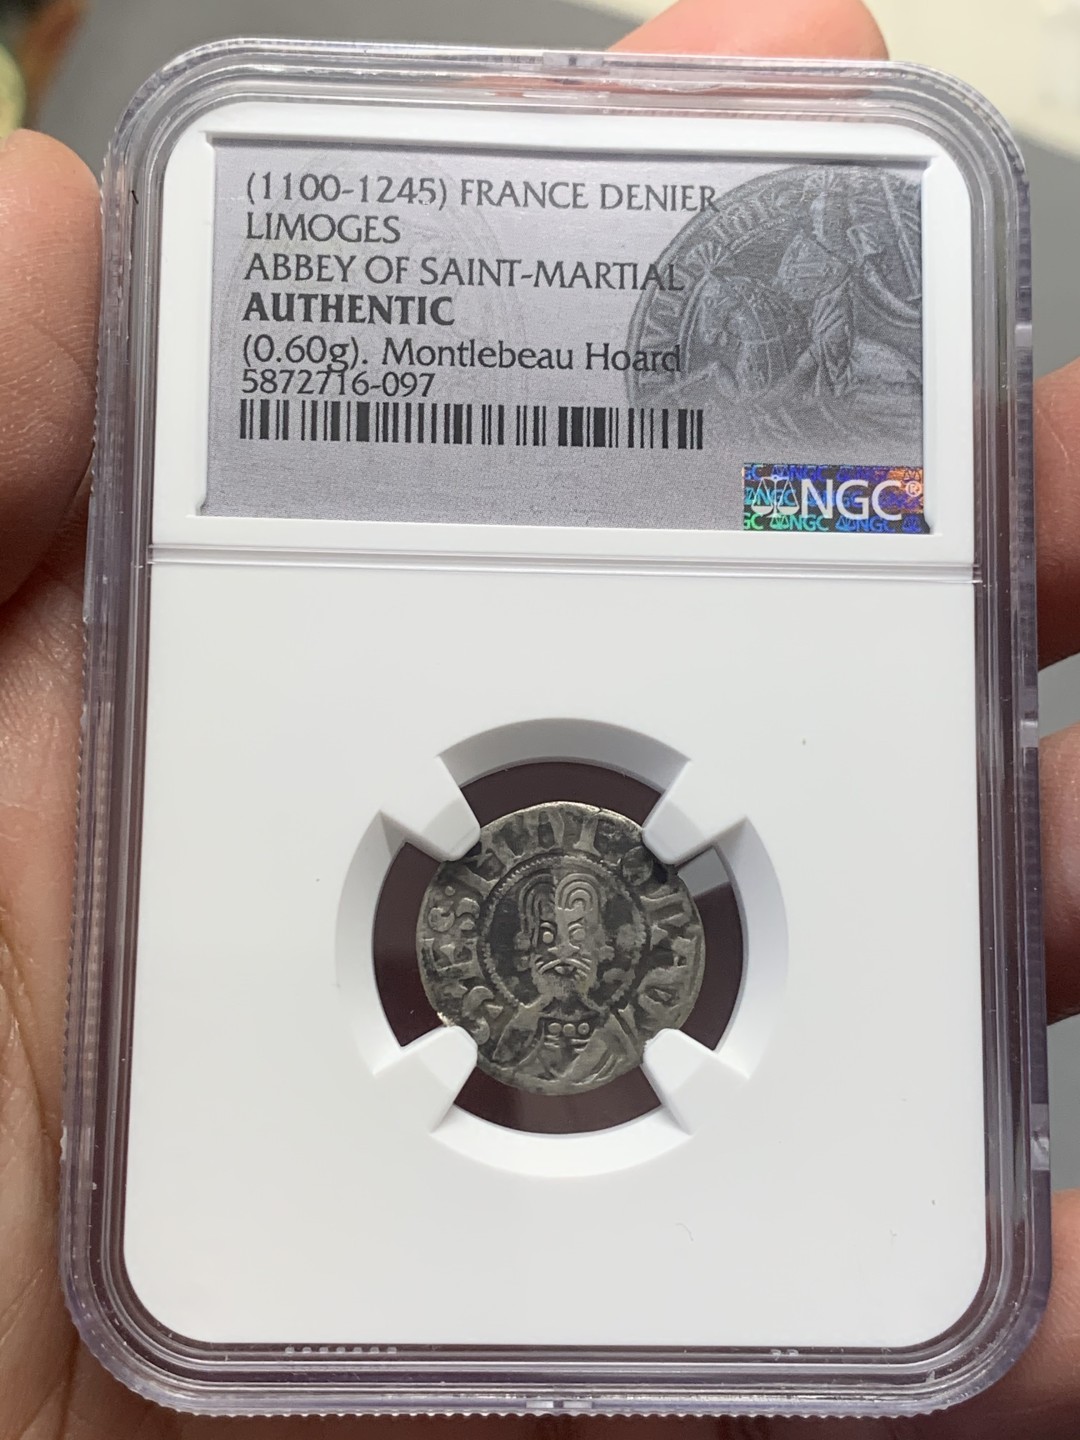 (1100-1245) FRANCE DENIER
LIMOGES
ABBEY OF SAINT-MARTIAL
AUTHENTIC
(0.60g). Montlebeau Hoard
5872716-097
NGC®